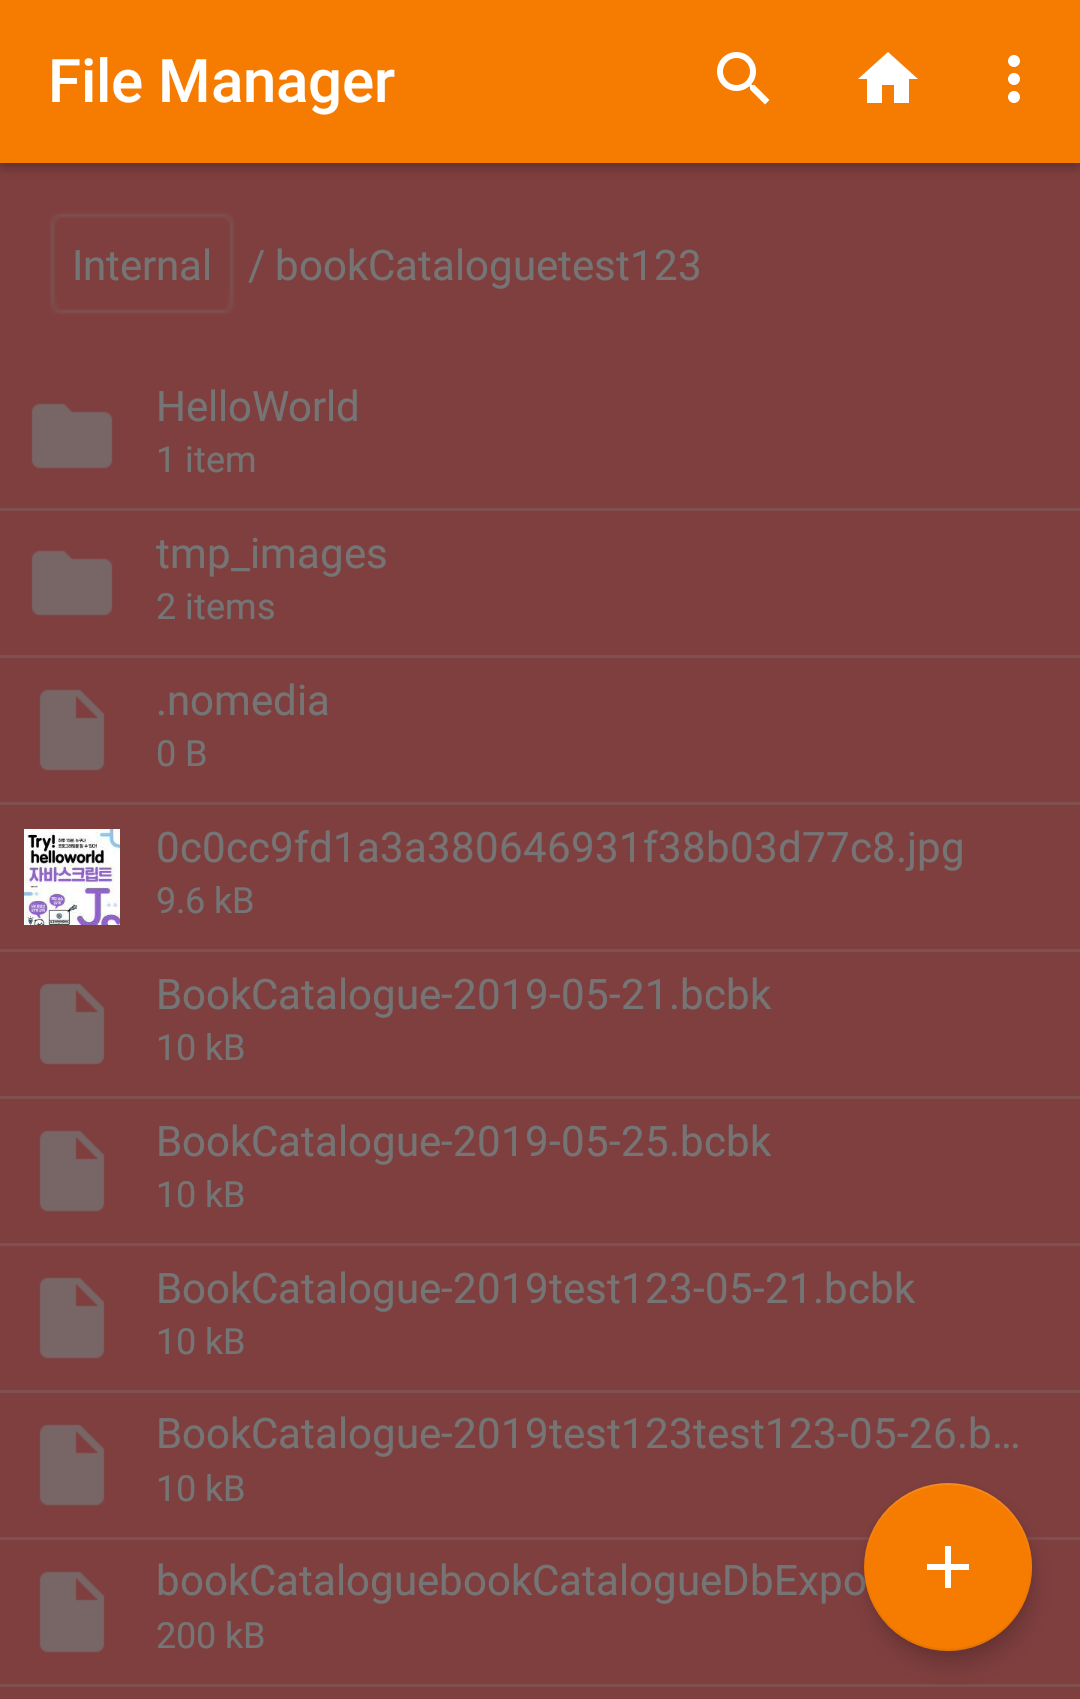 File Manager
Internal / bookCataloguetest123
HelloWorld
1 item
tmp_images
2 items
.nomedia
0 B
Try!
helloworld
자바스크립트
0c0cc9fd1a3a380646931f38b03d77c8.jpg
9.6 kB
BookCatalogue-2019-05-21.bcbk
10 kB
BookCatalogue-2019-05-25.bcbk
10 kB
BookCatalogue-2019test123-05-21.bcbk
10 kB
BookCatalogue-2019test123test123-05-26.b...
10 kB
bookCataloguebookCatalogueDbExpo
200 kB